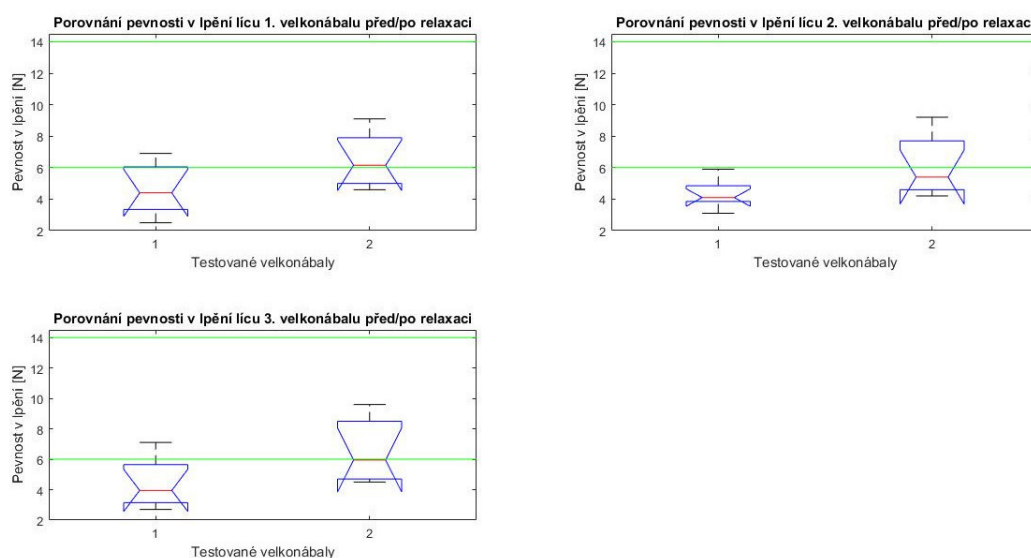 Porovnání pevnosti v lpění lícu 1. velkonábalu před/po relaxaci
14
12
10
8
6
4
2
Pevnost v lpění [N]
1 2
Testované velkonábaly
Porovnání pevnosti v lpění lícu 2. velkonábalu před/po relaxac
14
12
10
8
6
4
2
Pevnost v lpění [N]
1 2
Testované velkonábaly
Porovnání pevnosti v lpění lícu 3. velkonábalu před/po relaxaci
14
12
10
8
6
4
2
Pevnost v lpění [N]
1 2
Testované velkonábaly